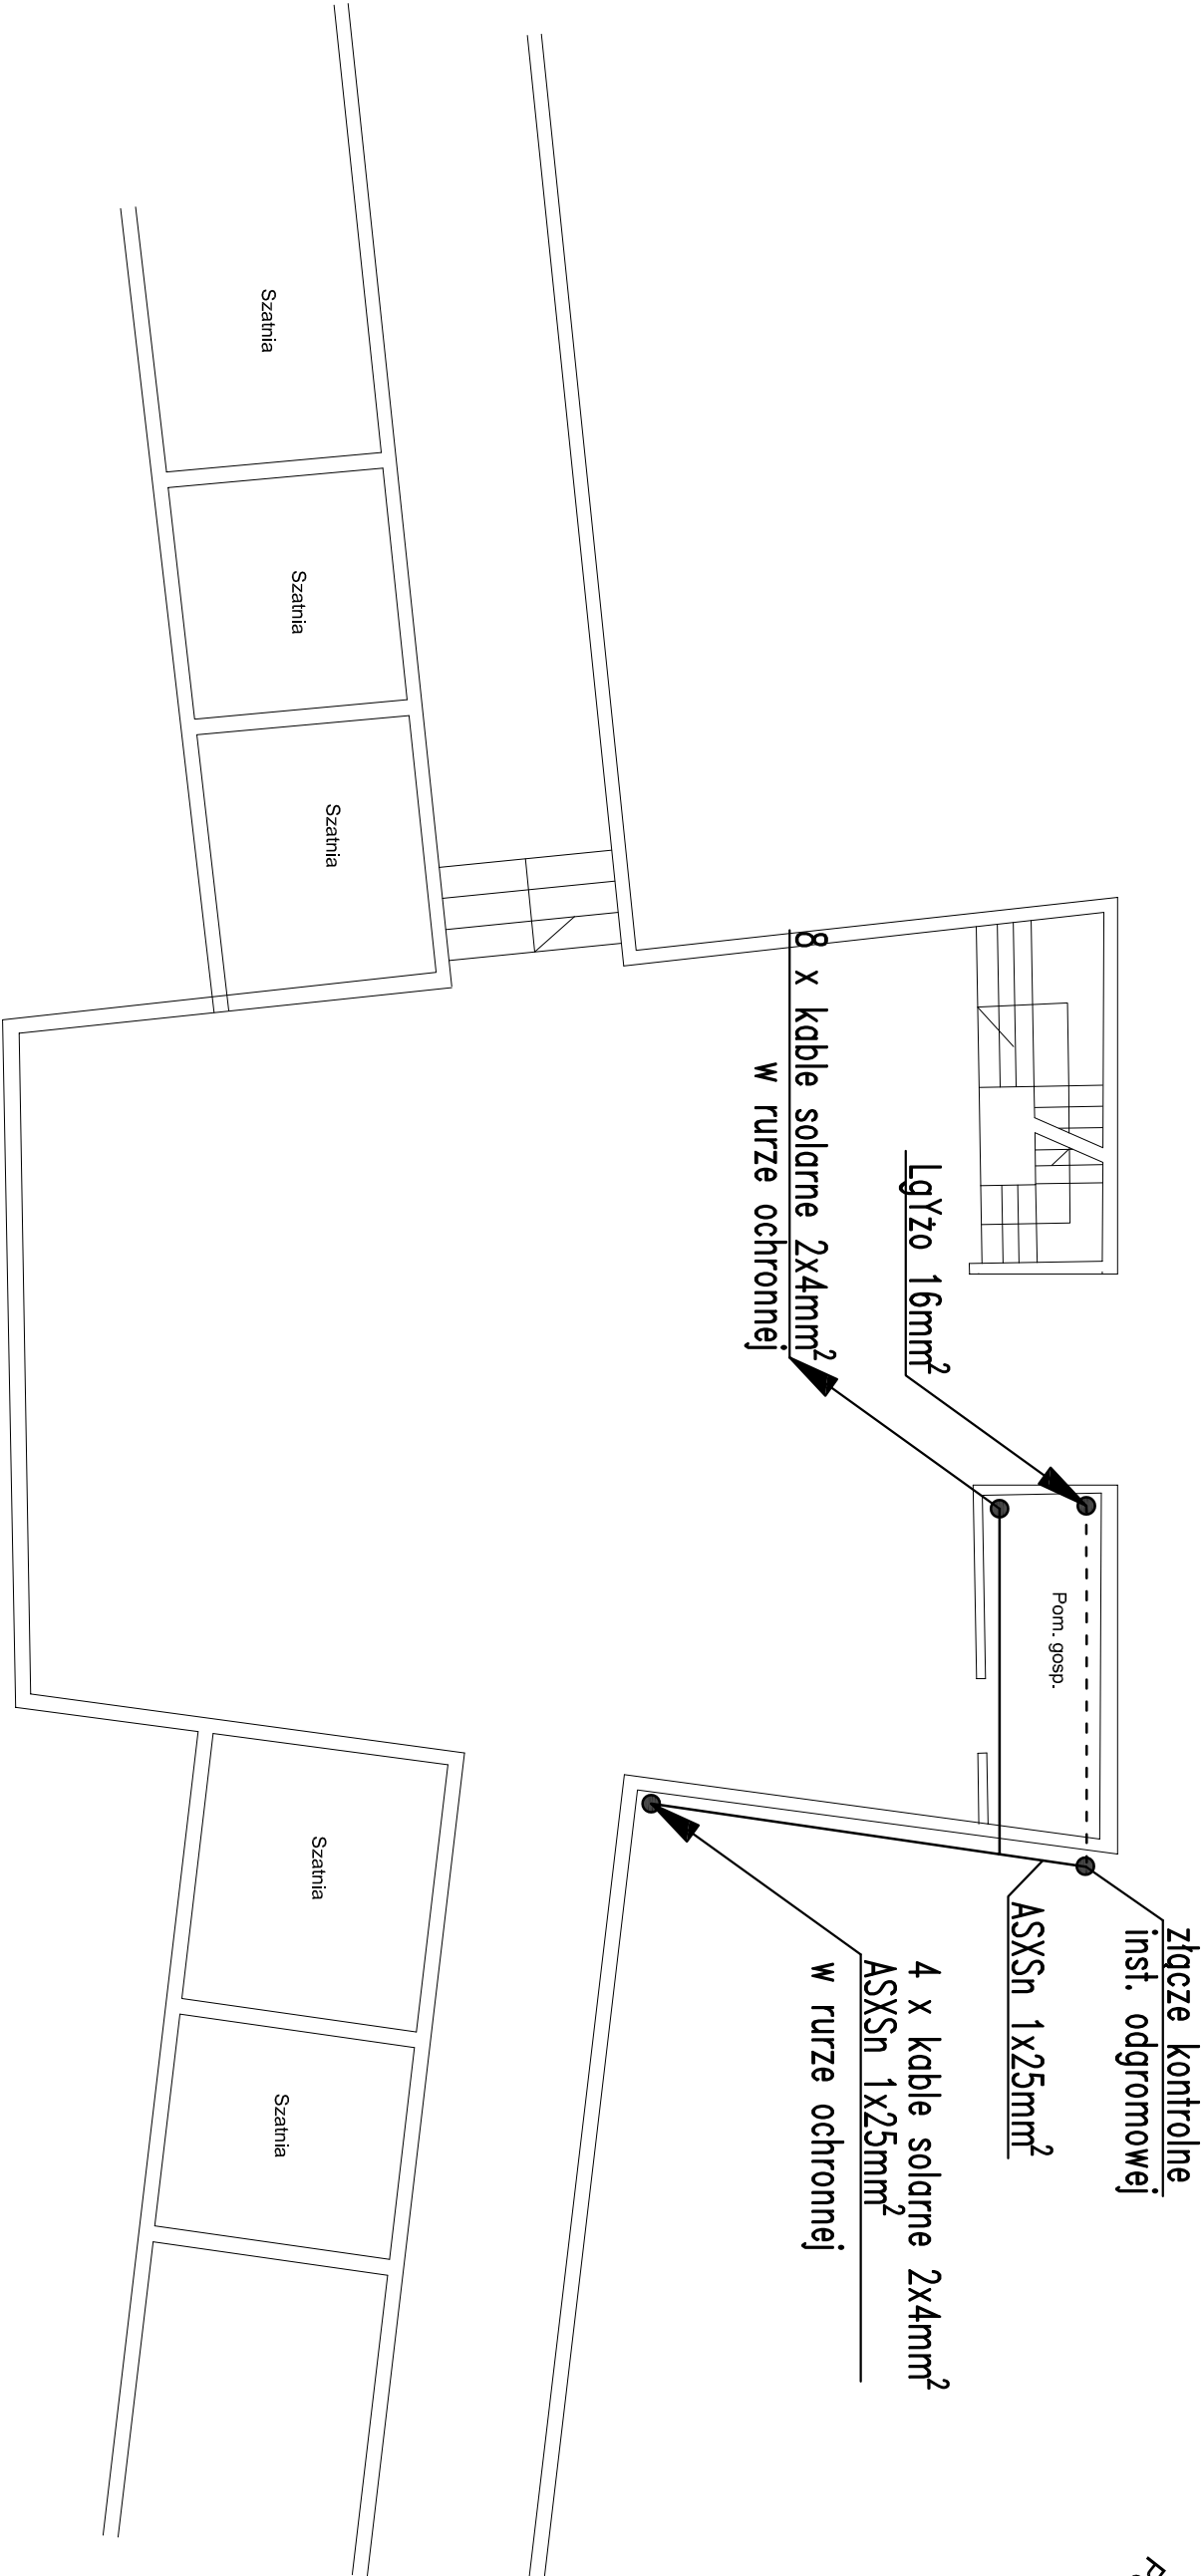 złącze kontrolne
inst. odgromowej
ASXSn 1x25mm²
4 x kable solarne 2x4mm²
ASXSn 1x25mm²
w rurze ochronnej
Pom. gosp.
LgYżo 16mm²
8 x kable solarne 2x4mm²
w rurze ochronnej
Szatnia
Szatnia
Szatnia
Szatnia
Szatnia